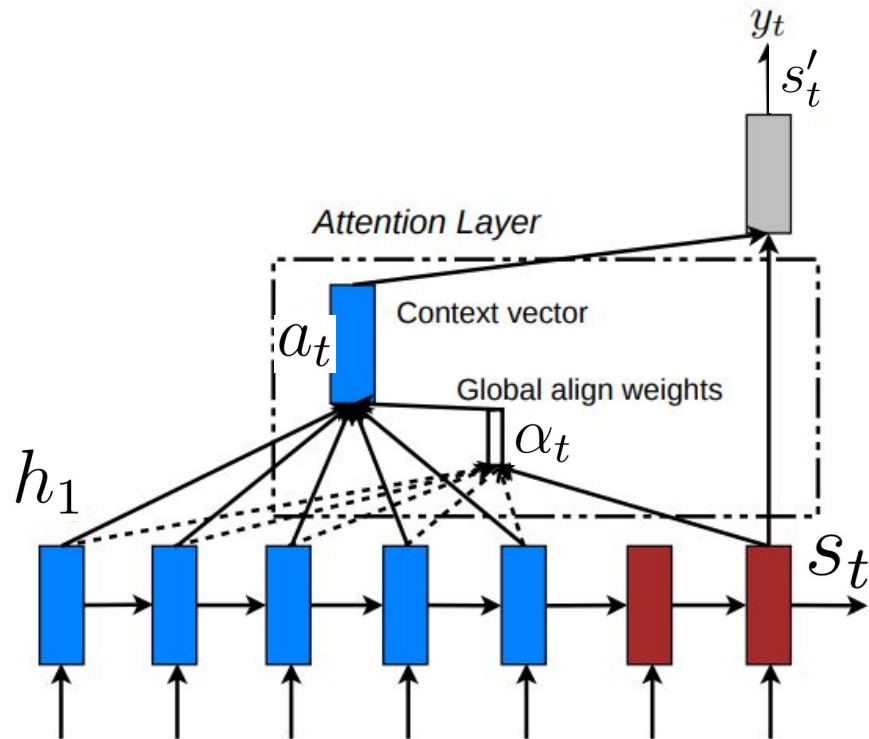 y_t
s'_t
Attention Layer
Context vector
a_t
Global align weights
α_t
h_1
s_t